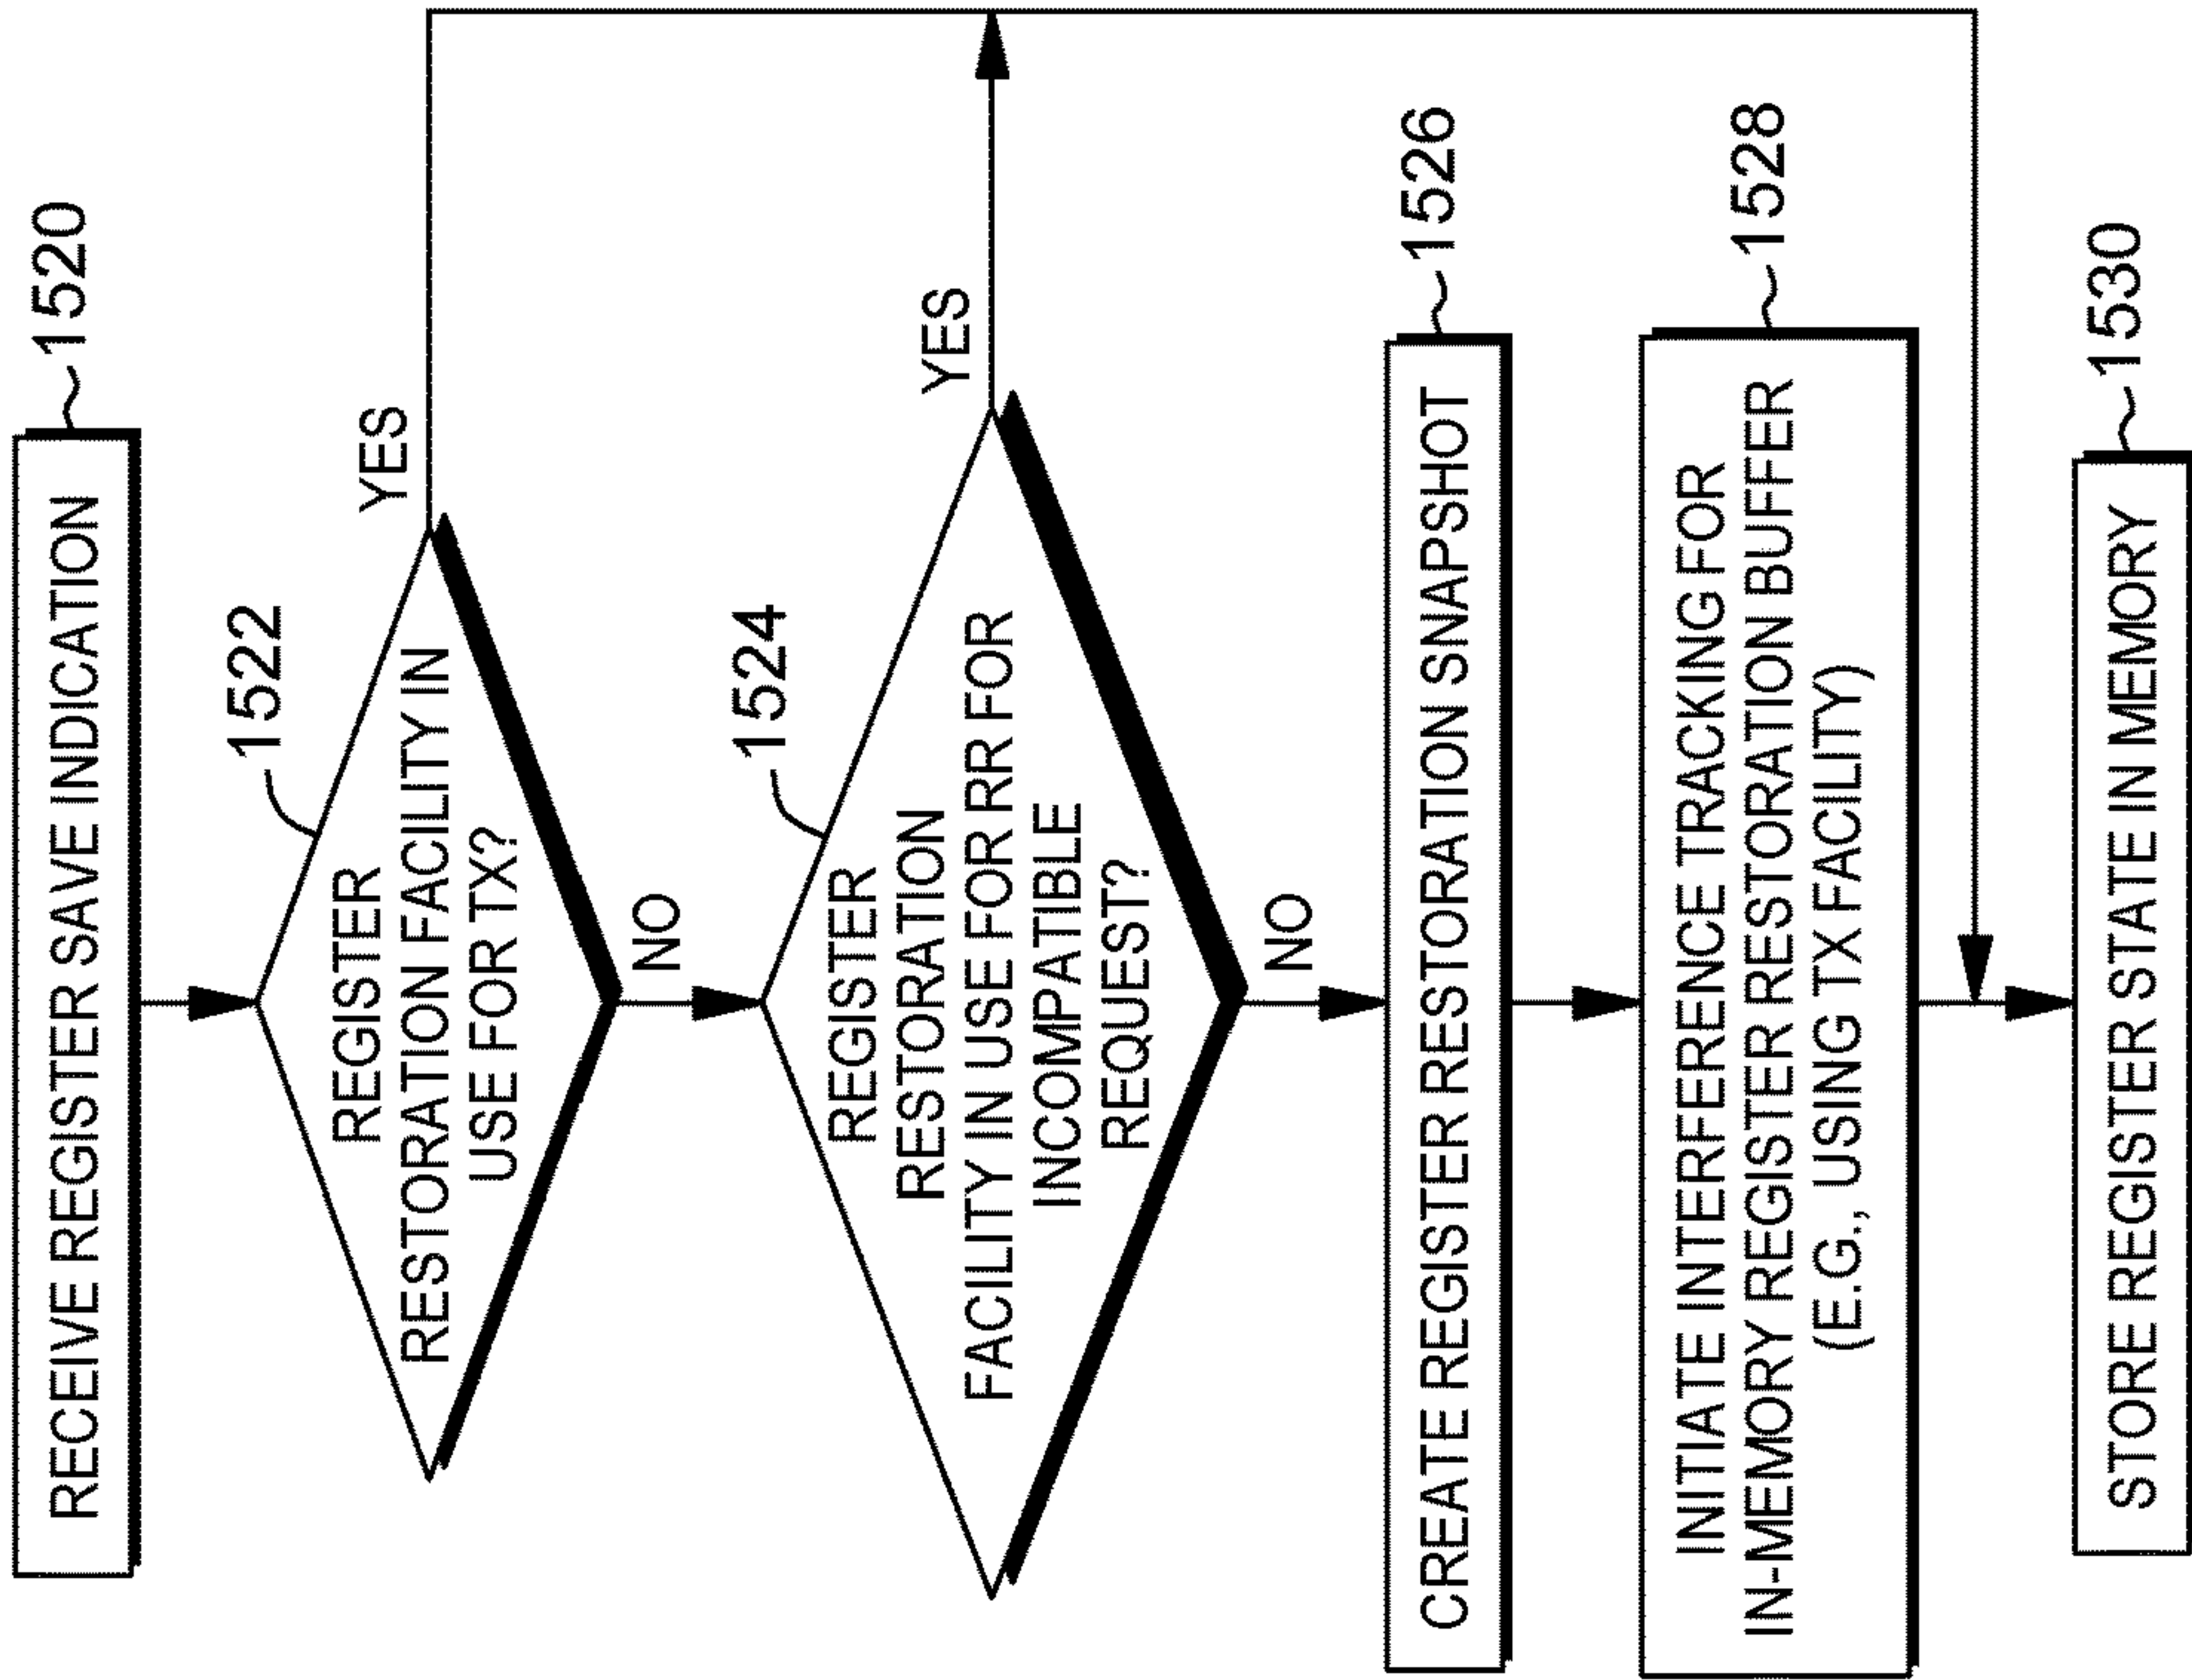 RECEIVE REGISTER SAVE INDICATION
1520
1522
REGISTER
RESTORATION FACILITY IN
USE FOR TX?
YES
NO
1524
REGISTER
RESTORATION
FACILITY IN USE FOR RR FOR
INCOMPATIBLE
REQUEST?
YES
NO
CREATE REGISTER RESTORATION SNAPSHOT
1526
INITIATE INTERFERENCE TRACKING FOR
IN-MEMORY REGISTER RESTORATION BUFFER
(E.G., USING TX FACILITY)
1528
STORE REGISTER STATE IN MEMORY
1530